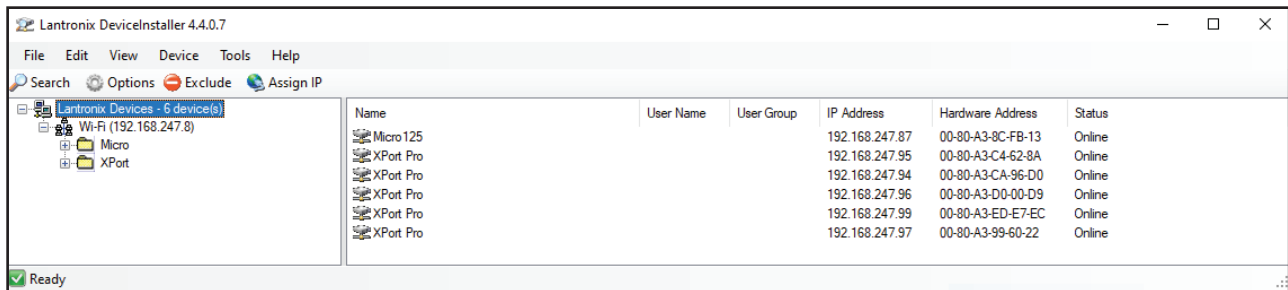 Lantronix DeviceInstaller 4.4.0.7
File Edit View Device Tools Help
Search Options Exclude Assign IP
Lantronix Devices - 6 device(s)
Wi-Fi (192.168.247.8)
Micro
XPort
Name User Name User Group IP Address Hardware Address Status
Micro125 192.168.247.87 00-80-A3-8C-FB-13 Online
XPort Pro 192.168.247.95 00-80-A3-C4-62-8A Online
XPort Pro 192.168.247.94 00-80-A3-CA-96-D0 Online
XPort Pro 192.168.247.96 00-80-A3-D0-00-D9 Online
XPort Pro 192.168.247.99 00-80-A3-ED-E7-EC Online
XPort Pro 192.168.247.97 00-80-A3-99-60-22 Online
Ready